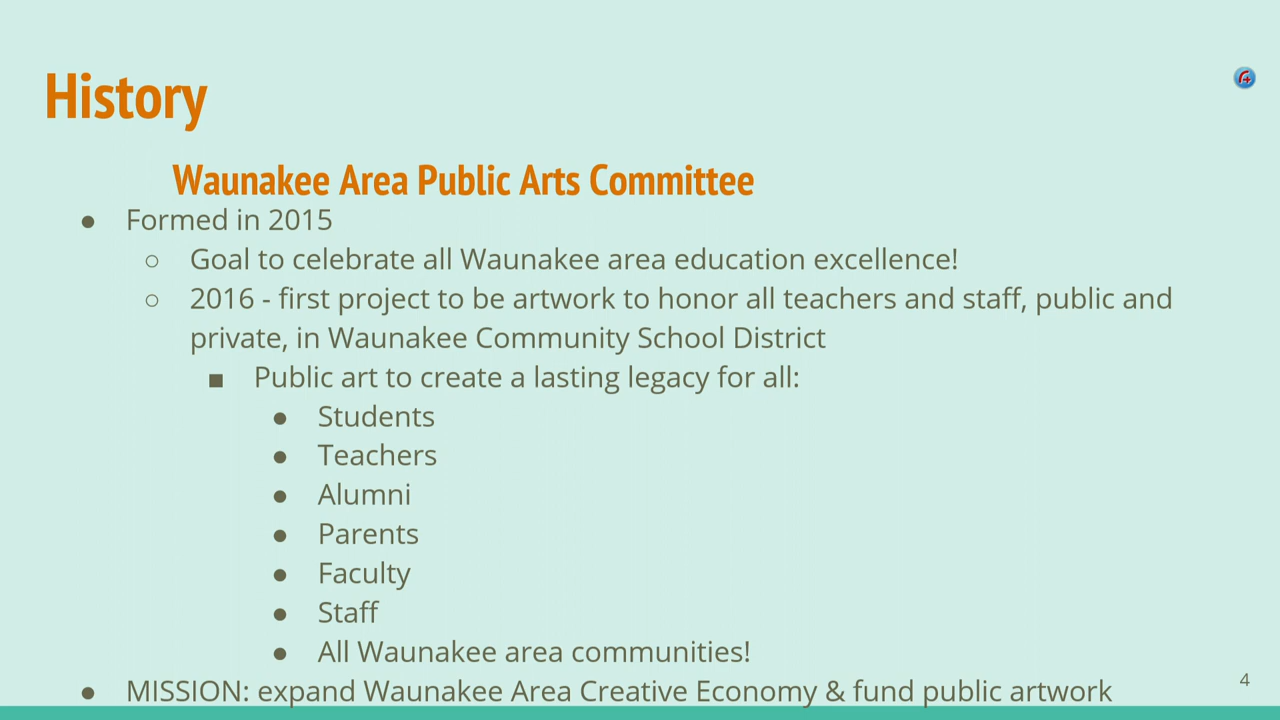 History
Waunakee Area Public Arts Committee
● Formed in 2015
○ Goal to celebrate all Waunakee area education excellence!
○ 2016 - first project to be artwork to honor all teachers and staff, public and
private, in Waunakee Community School District
■ Public art to create a lasting legacy for all:
● Students
● Teachers
● Alumni
● Parents
● Faculty
● Staff
● All Waunakee area communities!
● MISSION: expand Waunakee Area Creative Economy & fund public artwork
4